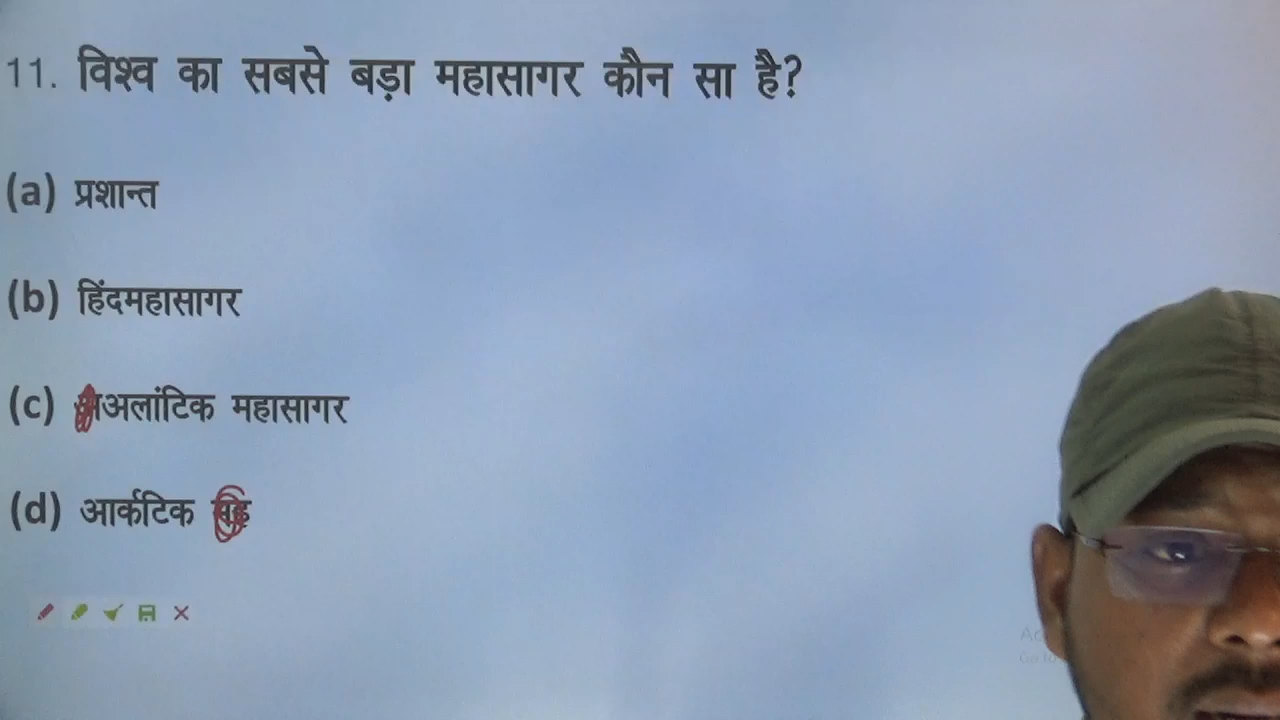 11. विश्व का सबसे बड़ा महासागर कौन सा है?
(a) प्रशान्त
(b) हिंदमहासागर
(c) अलांटिक महासागर
(d) आर्कटिक